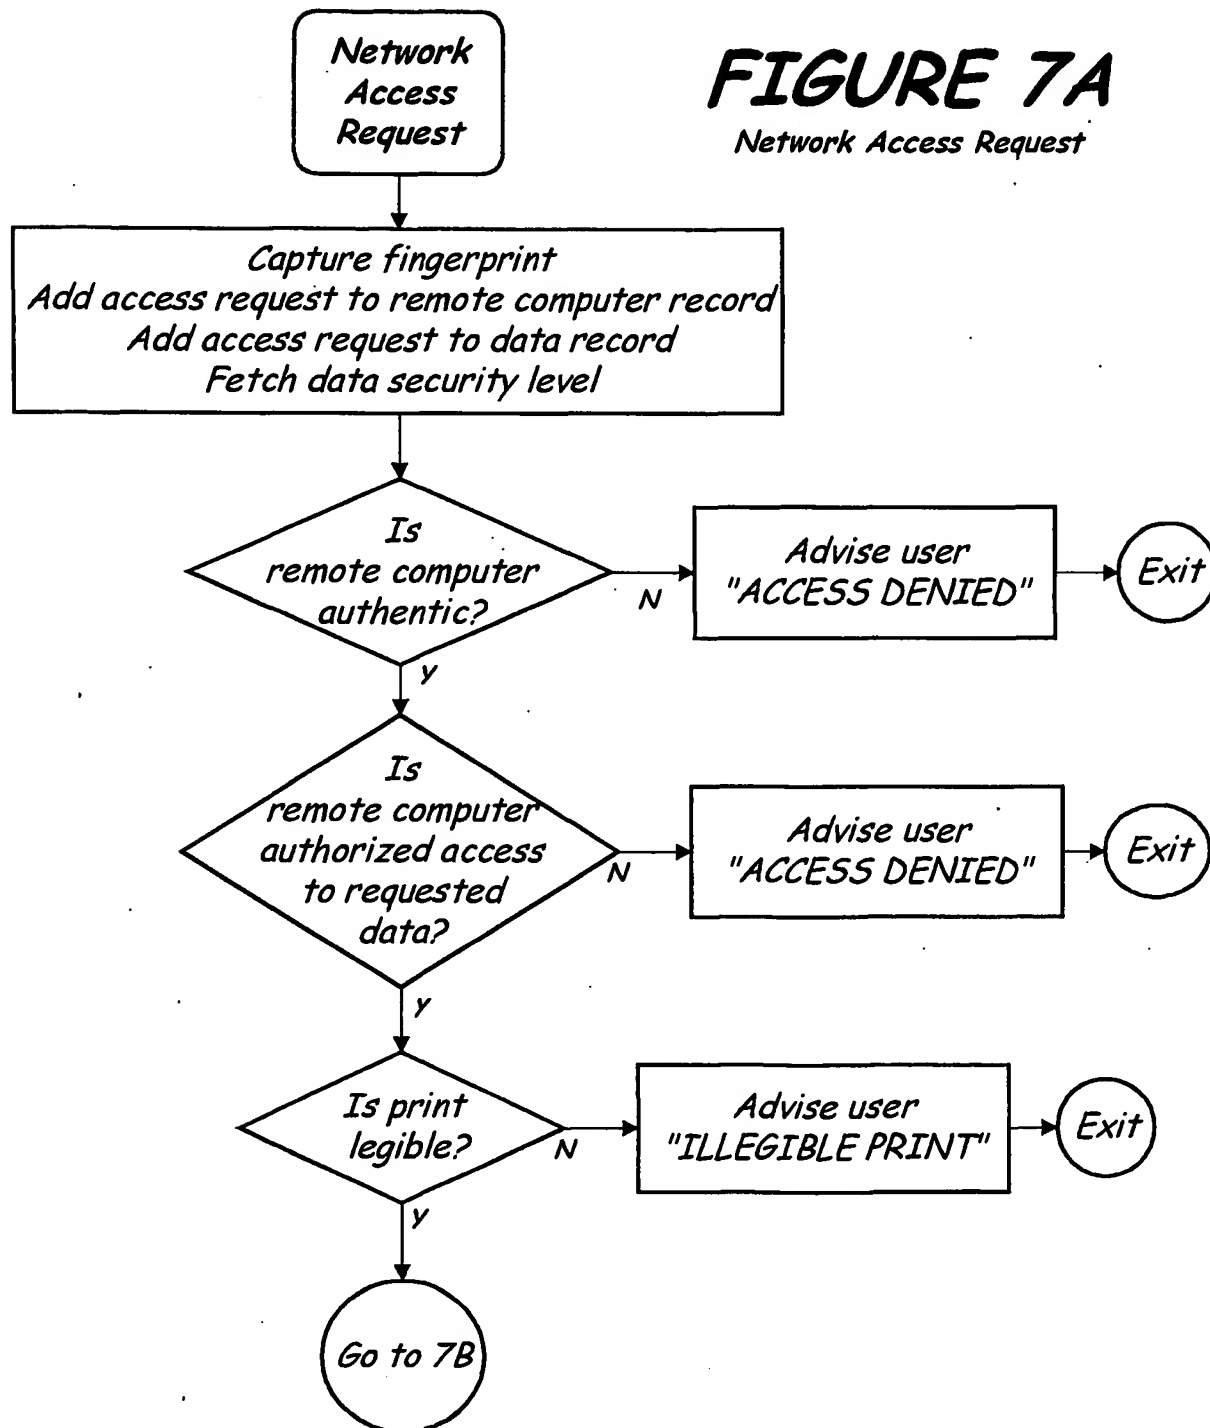 FIGURE 7A
Network Access Request
Network
Access
Request
Capture fingerprint
Add access request to remote computer record
Add access request to data record
Fetch data security level
Is
remote computer
authentic?
N
Advise user
"ACCESS DENIED"
Exit
Y
Is
remote computer
authorized access
to requested
data?
N
Advise user
"ACCESS DENIED"
Exit
Y
Is print
legible?
N
Advise user
"ILLEGIBLE PRINT"
Exit
Y
Go to 7B